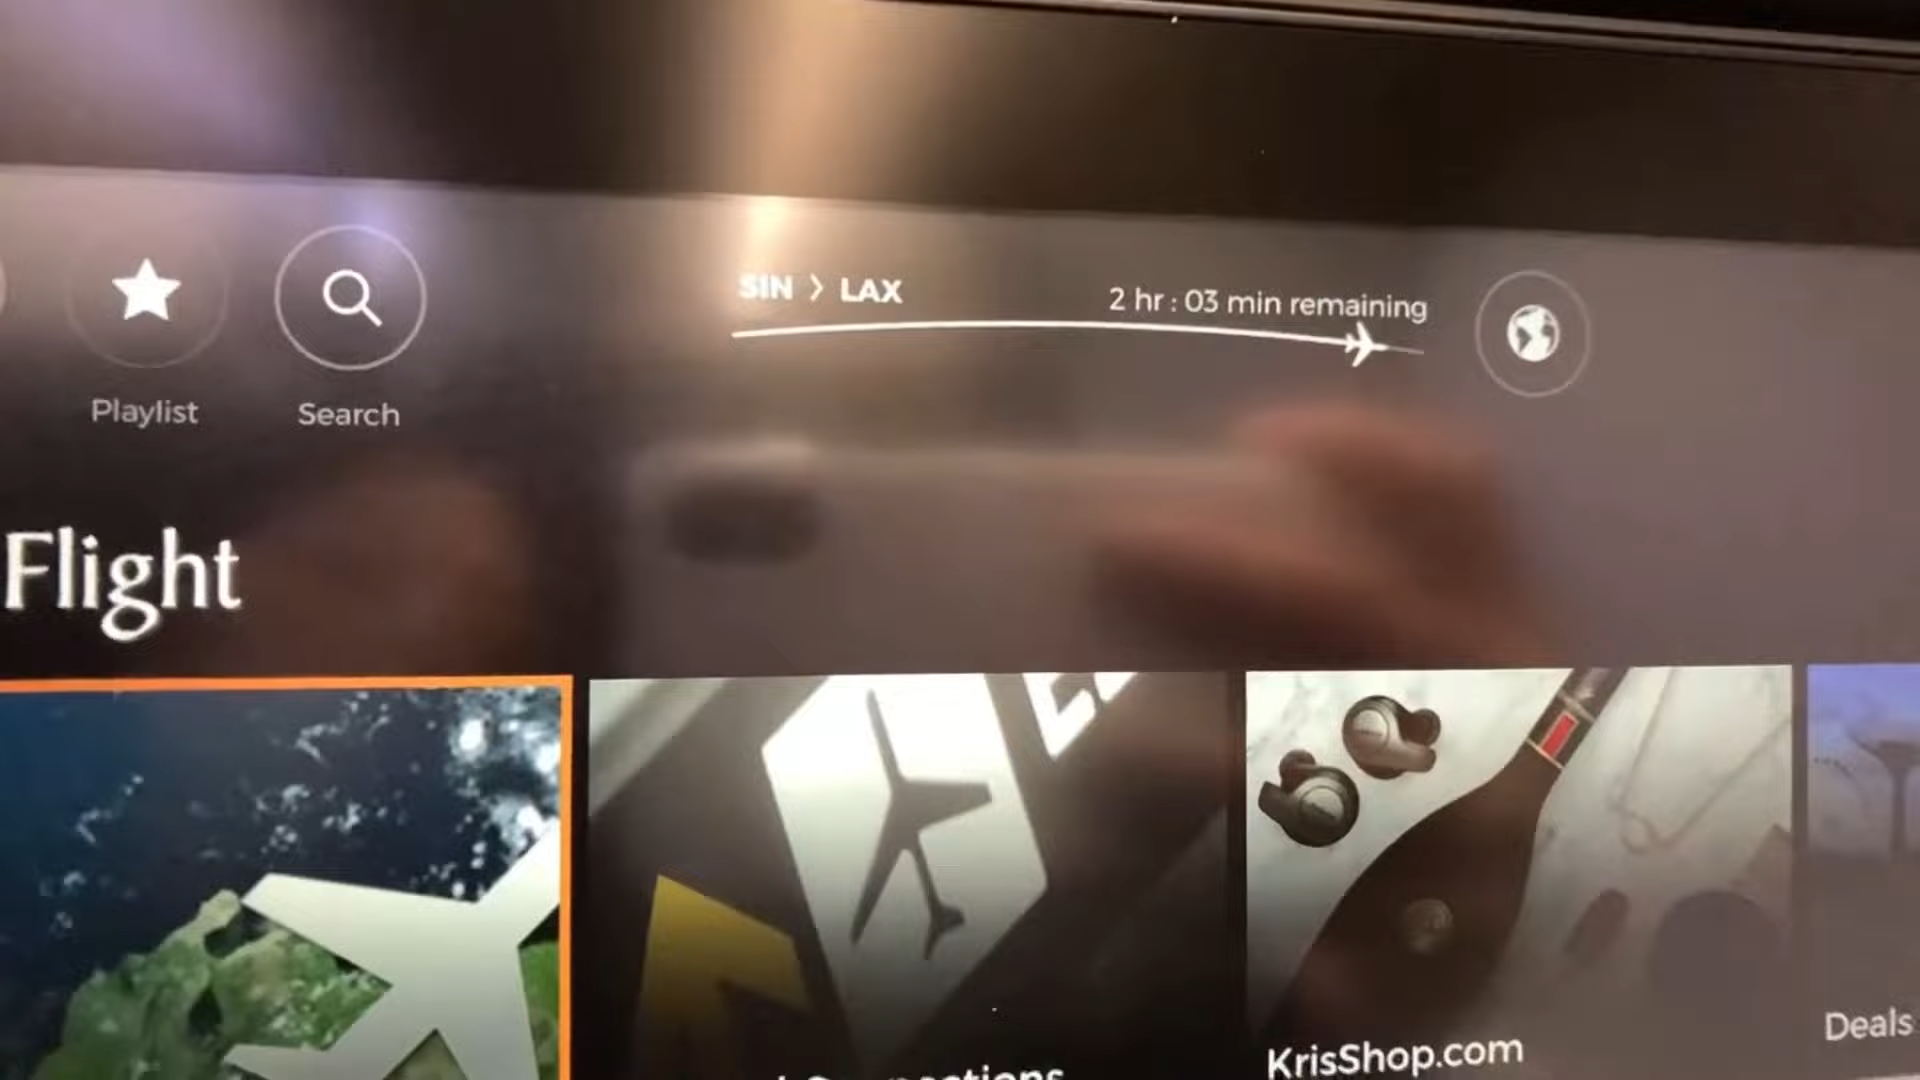 SIN > LAX
2 hr : 03 min remaining
Playlist
Search
Flight
KrisShop.com
Deals